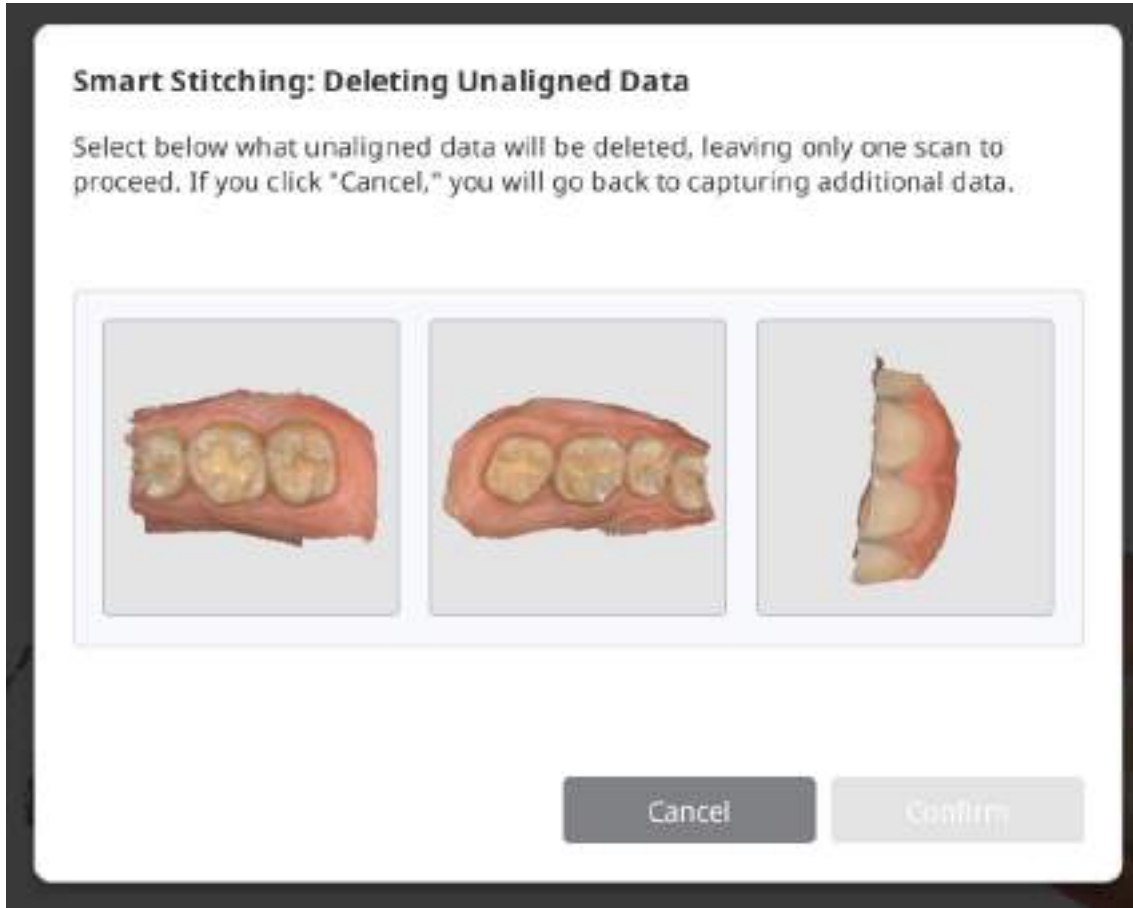 Smart Stitching: Deleting Unaligned Data
Select below what unaligned data will be deleted, leaving only one scan to
proceed. If you click "Cancel," you will go back to capturing additional data.
Cancel
Confirm